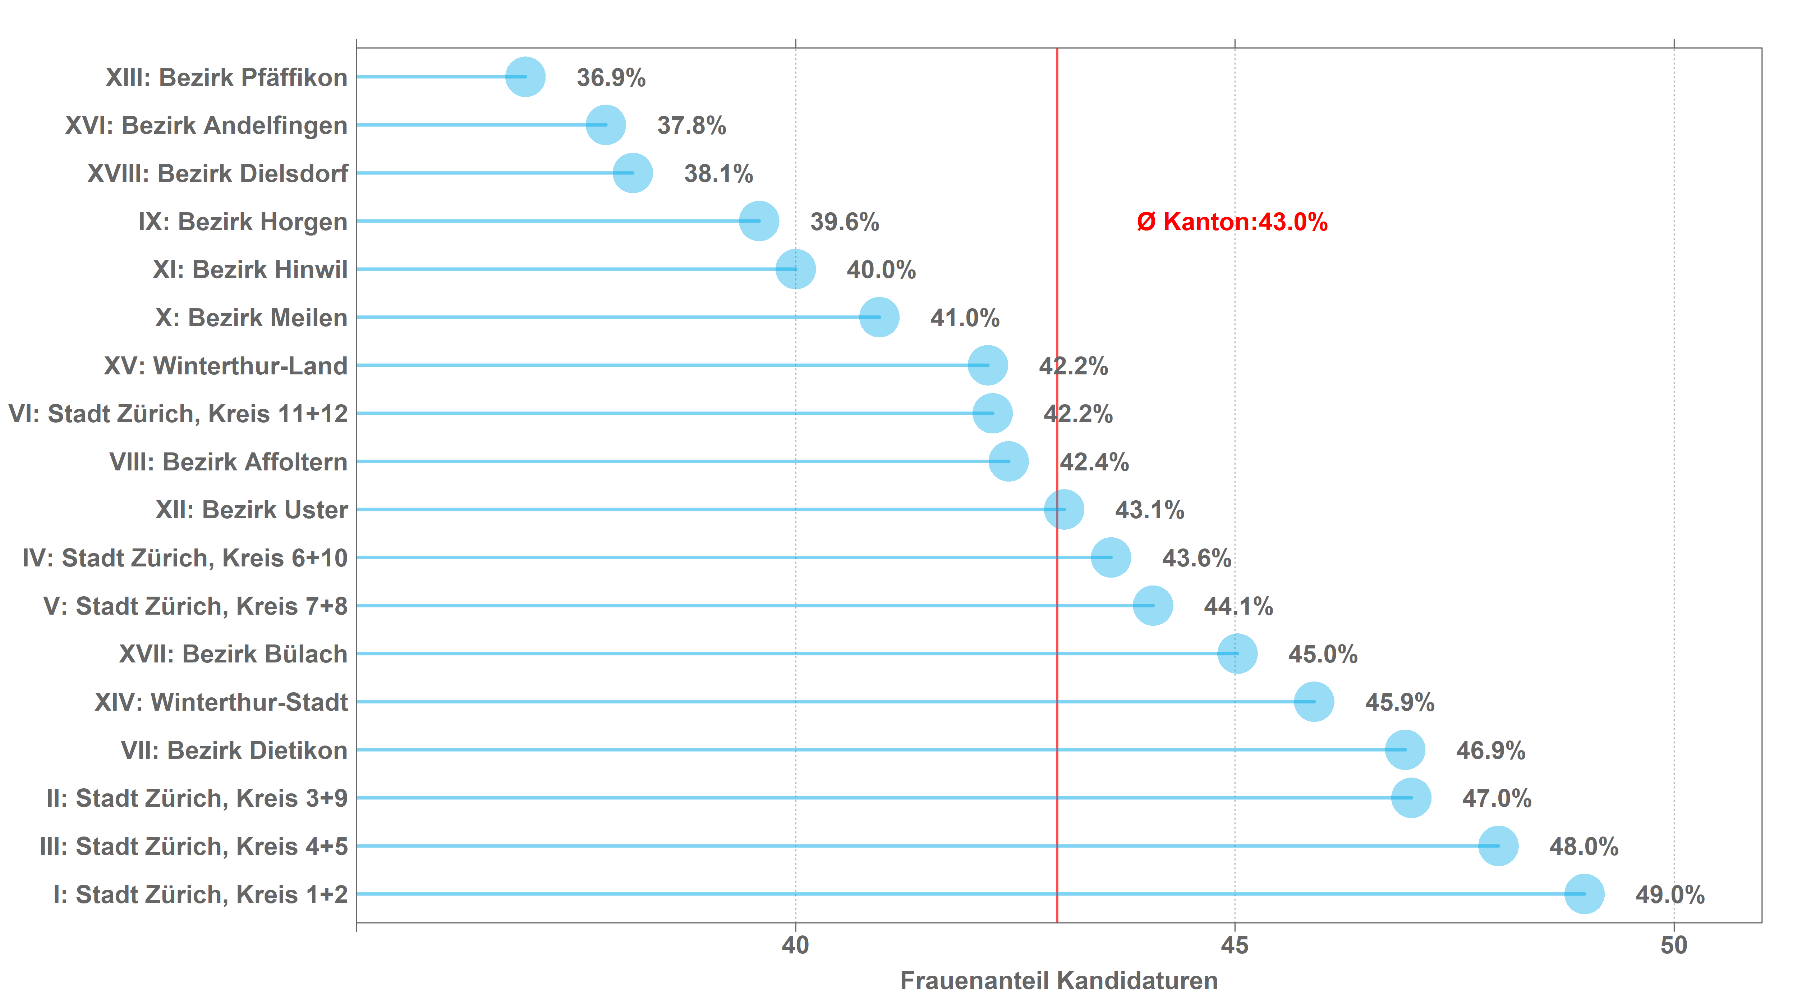 XIII: Bezirk Pfäffikon 36.9%
XVI: Bezirk Andelfingen 37.8%
XVIII: Bezirk Dielsdorf 38.1%
IX: Bezirk Horgen 39.6% Ø Kanton:43.0%
XI: Bezirk Hinwil 40.0%
X: Bezirk Meilen 41.0%
XV: Winterthur-Land 42.2%
VI: Stadt Zürich, Kreis 11+12 42.2%
VIII: Bezirk Affoltern 42.4%
XII: Bezirk Uster 43.1%
IV: Stadt Zürich, Kreis 6+10 43.6%
V: Stadt Zürich, Kreis 7+8 44.1%
XVII: Bezirk Bülach 45.0%
XIV: Winterthur-Stadt 45.9%
VII: Bezirk Dietikon 46.9%
II: Stadt Zürich, Kreis 3+9 47.0%
III: Stadt Zürich, Kreis 4+5 48.0%
I: Stadt Zürich, Kreis 1+2 49.0%
40 45 50
Frauenanteil Kandidaturen